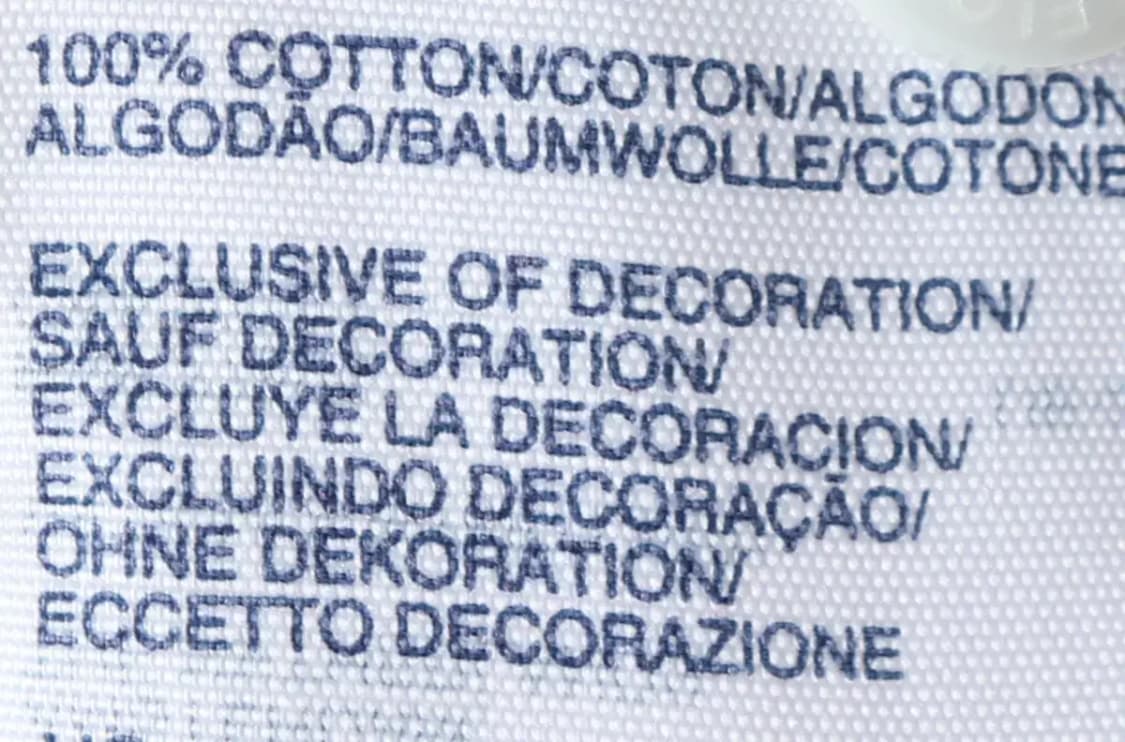 100% COTTON/COTON/ALGODON
ALGODÃO/BAUMWOLLE/COTONE
EXCLUSIVE OF DECORATION/
SAUF DECORATION/
EXCLUYE LA DECORACION/
EXCLUINDO DECORAÇÃO/
OHNE DEKORATION/
ECCETTO DECORAZIONE